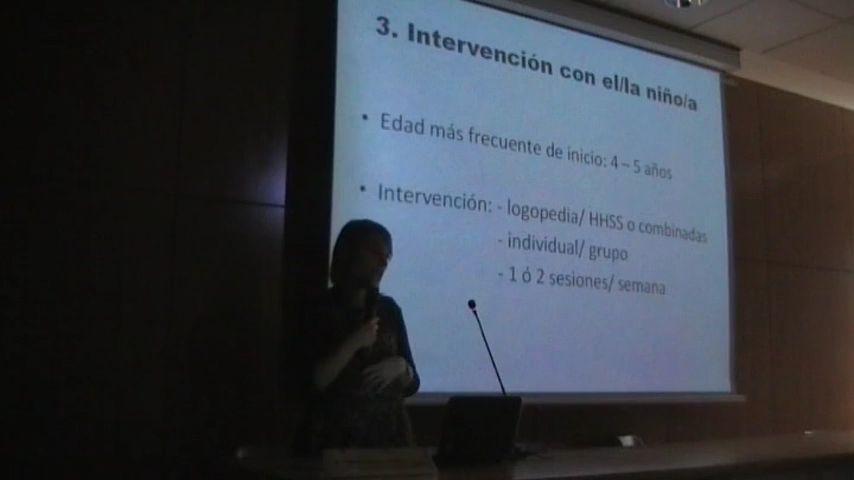 3. Intervención con el/la niño/a
• Edad más frecuente de inicio: 4 – 5 años
• Intervención: - logopedia/ HHSS o combinadas
- individual/ grupo
- 1 ó 2 sesiones/ semana